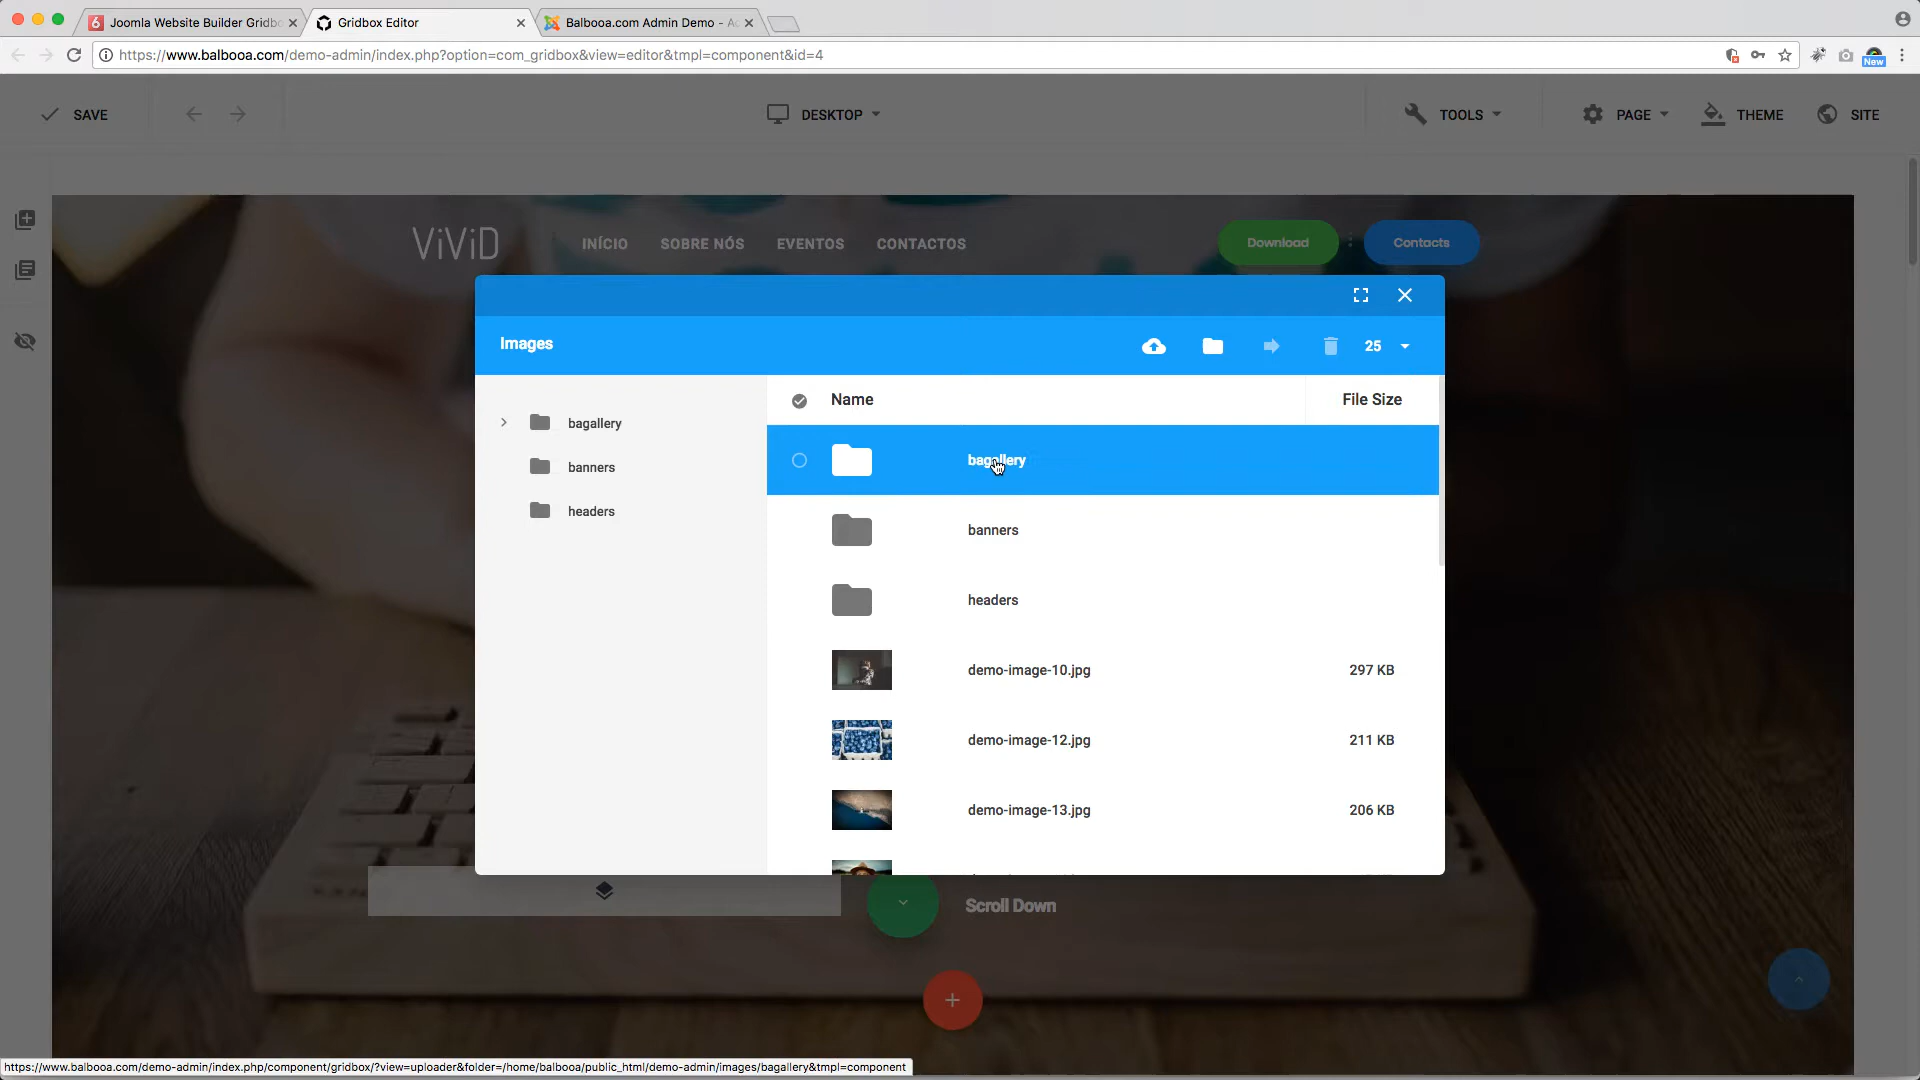 Joomla Website Builder Gridbo
Gridbox Editor
Balbooa.com Admin Demo - A
https://www.balbooa.com/demo-admin/index.php?option=com_gridbox&view=editor&tmpl=component&id=4
New
SAVE
DESKTOP
TOOLS
PAGE
THEME
SITE
ViViD
INÍCIO
SOBRE NÓS
EVENTOS
CONTACTOS
Download
Contacts
Images
25
bagallery
banners
headers
Name
File Size
bagallery
banners
headers
demo-image-10.jpg
297 KB
demo-image-12.jpg
211 KB
demo-image-13.jpg
206 KB
Scroll Down
https://www.balbooa.com/demo-admin/index.php/component/gridbox/?view=uploader&folder=/home/balbooa/public_html/demo-admin/images/bagallery&tmpl=component